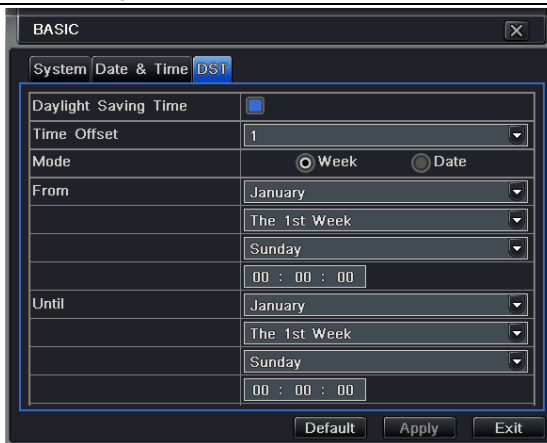 BASIC
System Date & Time DST
Daylight Saving Time
Time Offset 1
Mode Week Date
From January
The 1st Week
Sunday
00 : 00 : 00
Until January
The 1st Week
Sunday
00 : 00 : 00
Default Apply Exit